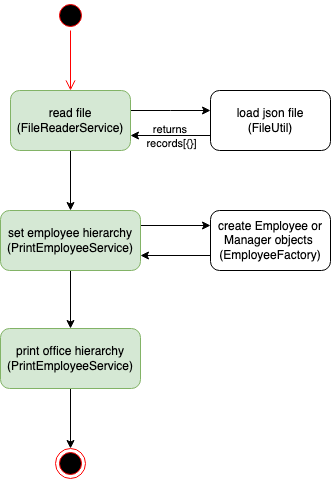 read file
(FileReaderService)
load json file
(FileUtil)
returns
records[{}]
set employee hierarchy
(PrintEmployeeService)
create Employee or
Manager objects
(EmployeeFactory)
print office hierarchy
(PrintEmployeeService)